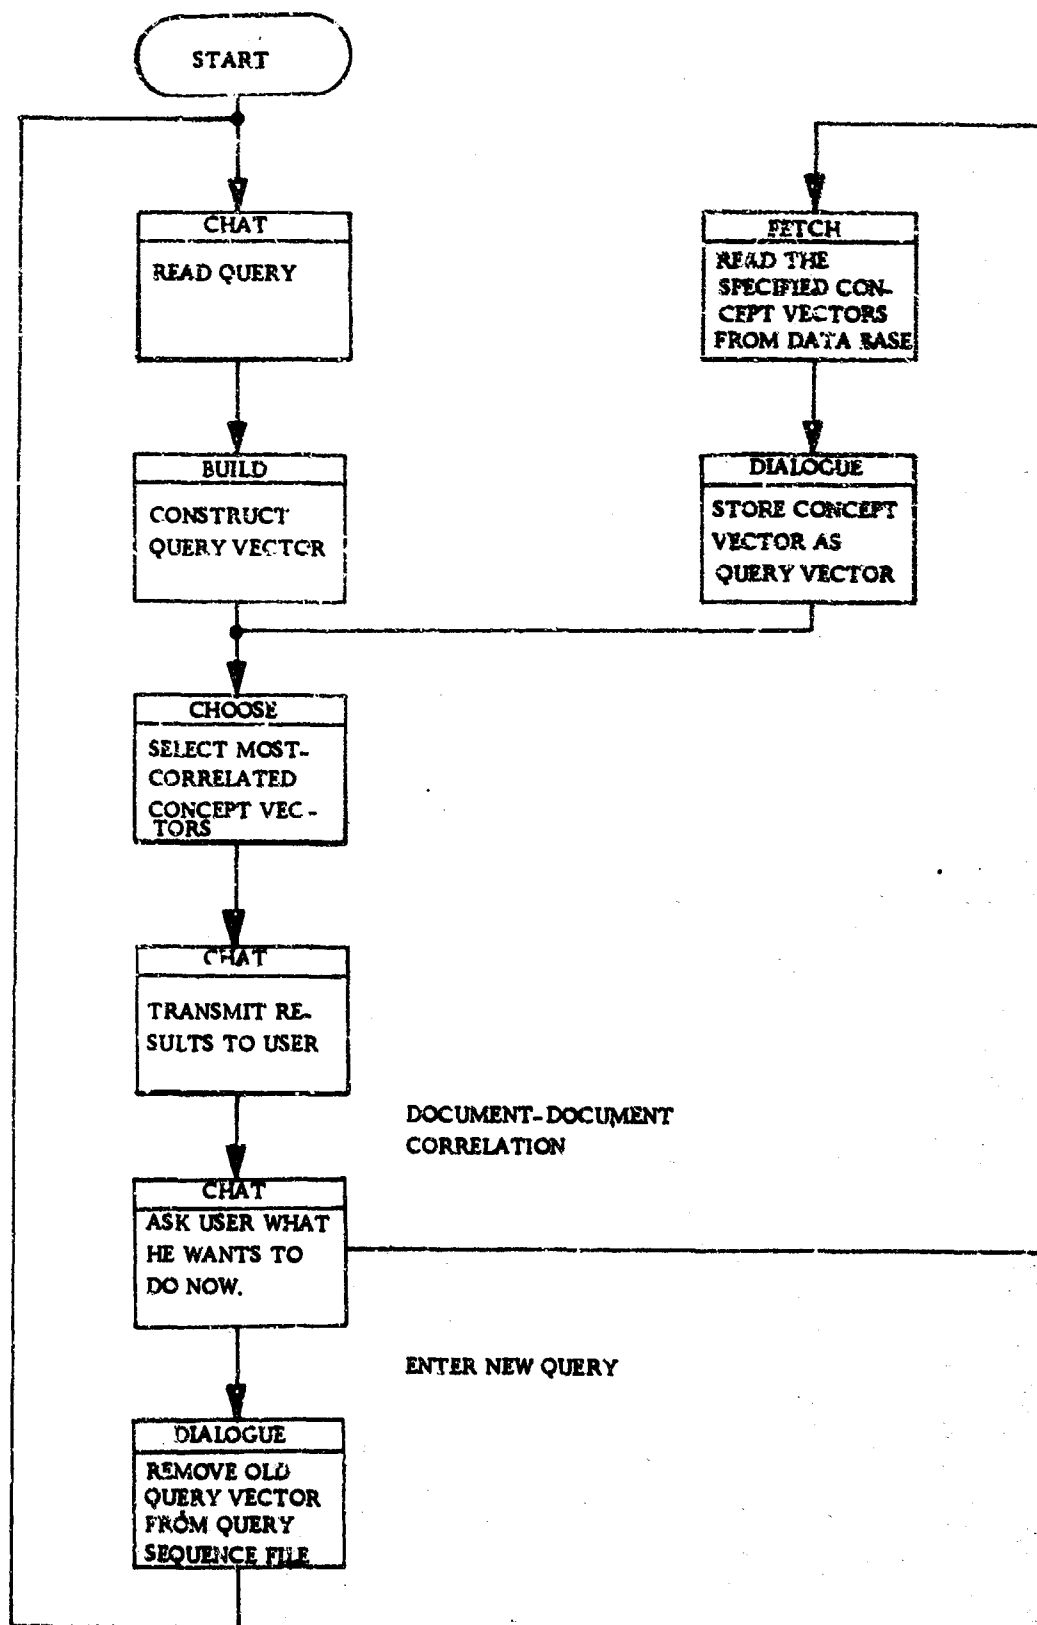 START
CHAT
READ QUERY
BUILD
CONSTRUCT
QUERY VECTOR
CHOOSE
SELECT MOST-
CORRELATED
CONCEPT VEC-
TORS
CHAT
TRANSMIT RE-
SULTS TO USER
CHAT
ASK USER WHAT
HE WANTS TO
DO NOW.
DIALOGUE
REMOVE OLD
QUERY VECTOR
FROM QUERY
SEQUENCE FILE
FETCH
READ THE
SPECIFIED CON-
CEPT VECTORS
FROM DATA BASE
DIALOGUE
STORE CONCEPT
VECTOR AS
QUERY VECTOR
DOCUMENT-DOCUMENT
CORRELATION
ENTER NEW QUERY